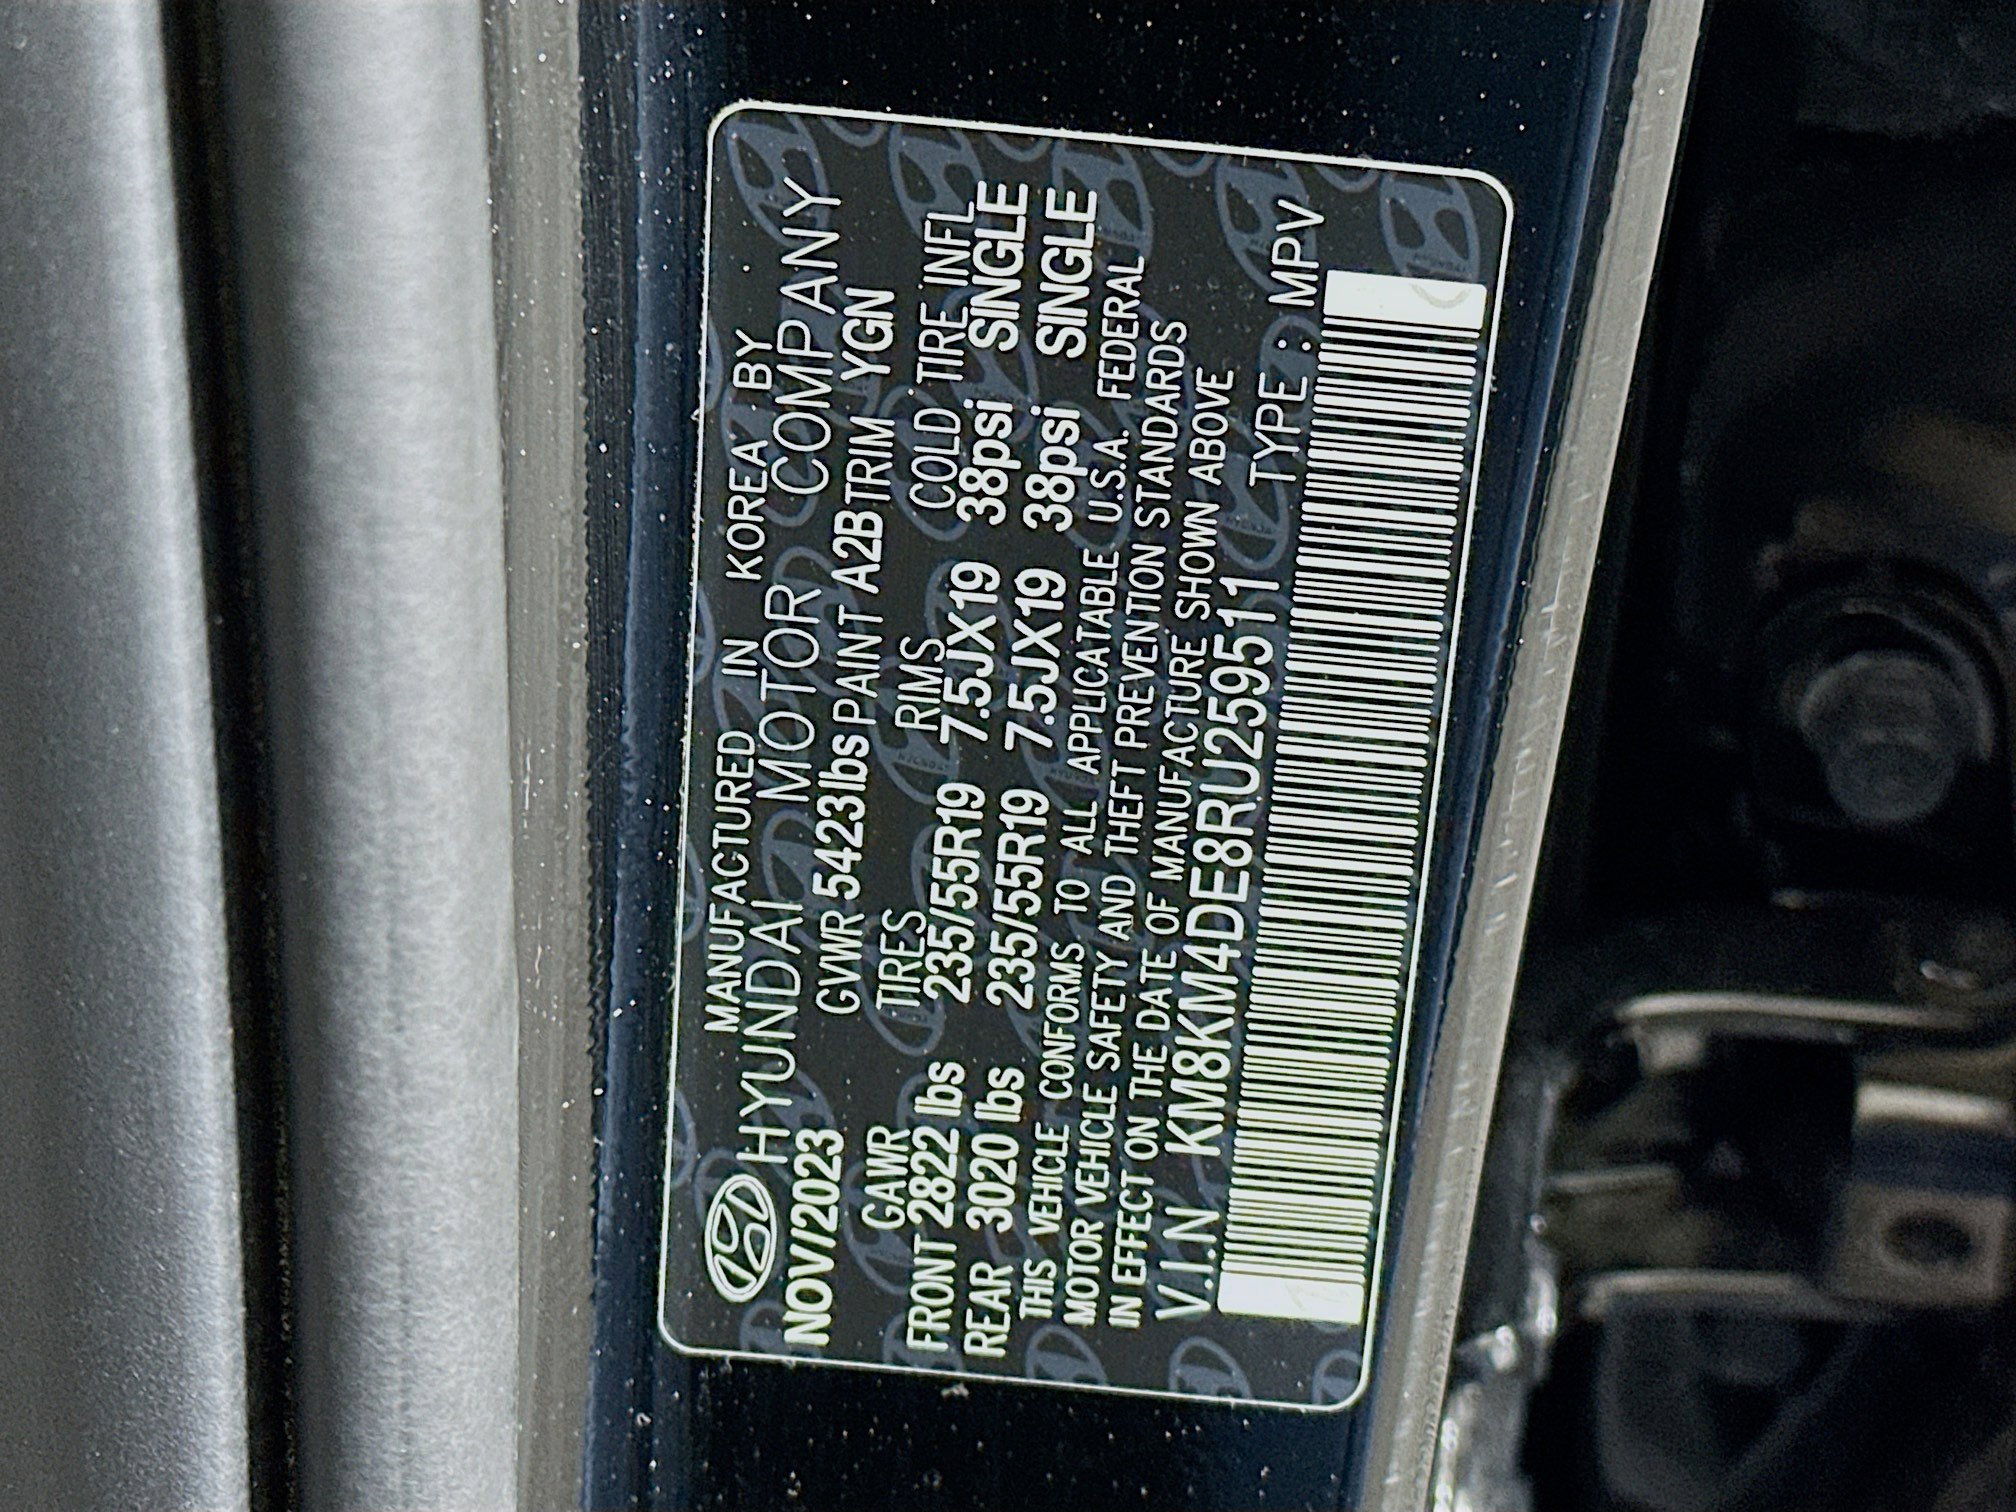 MANUFACTURED IN KOREA BY
HYUNDAI MOTOR COMPANY
NOV/2023 GVWR 5423lbs PAINT A2B TRIM YGN
GAWR TIRES RIMS COLD TIRE INFL
FRONT 2822 lbs 235/55R19 7.5JX19 38psi SINGLE
REAR 3020 lbs 235/55R19 7.5JX19 38psi SINGLE
THIS VEHICLE CONFORMS TO ALL APPLICATABLE U.S.A. FEDERAL
MOTOR VEHICLE SAFETY AND THEFT PREVENTION STANDARDS
IN EFFECT ON THE DATE OF MANUFACTURE SHOWN ABOVE
V.I.N KM8KM4DE8RU259511 TYPE : MPV